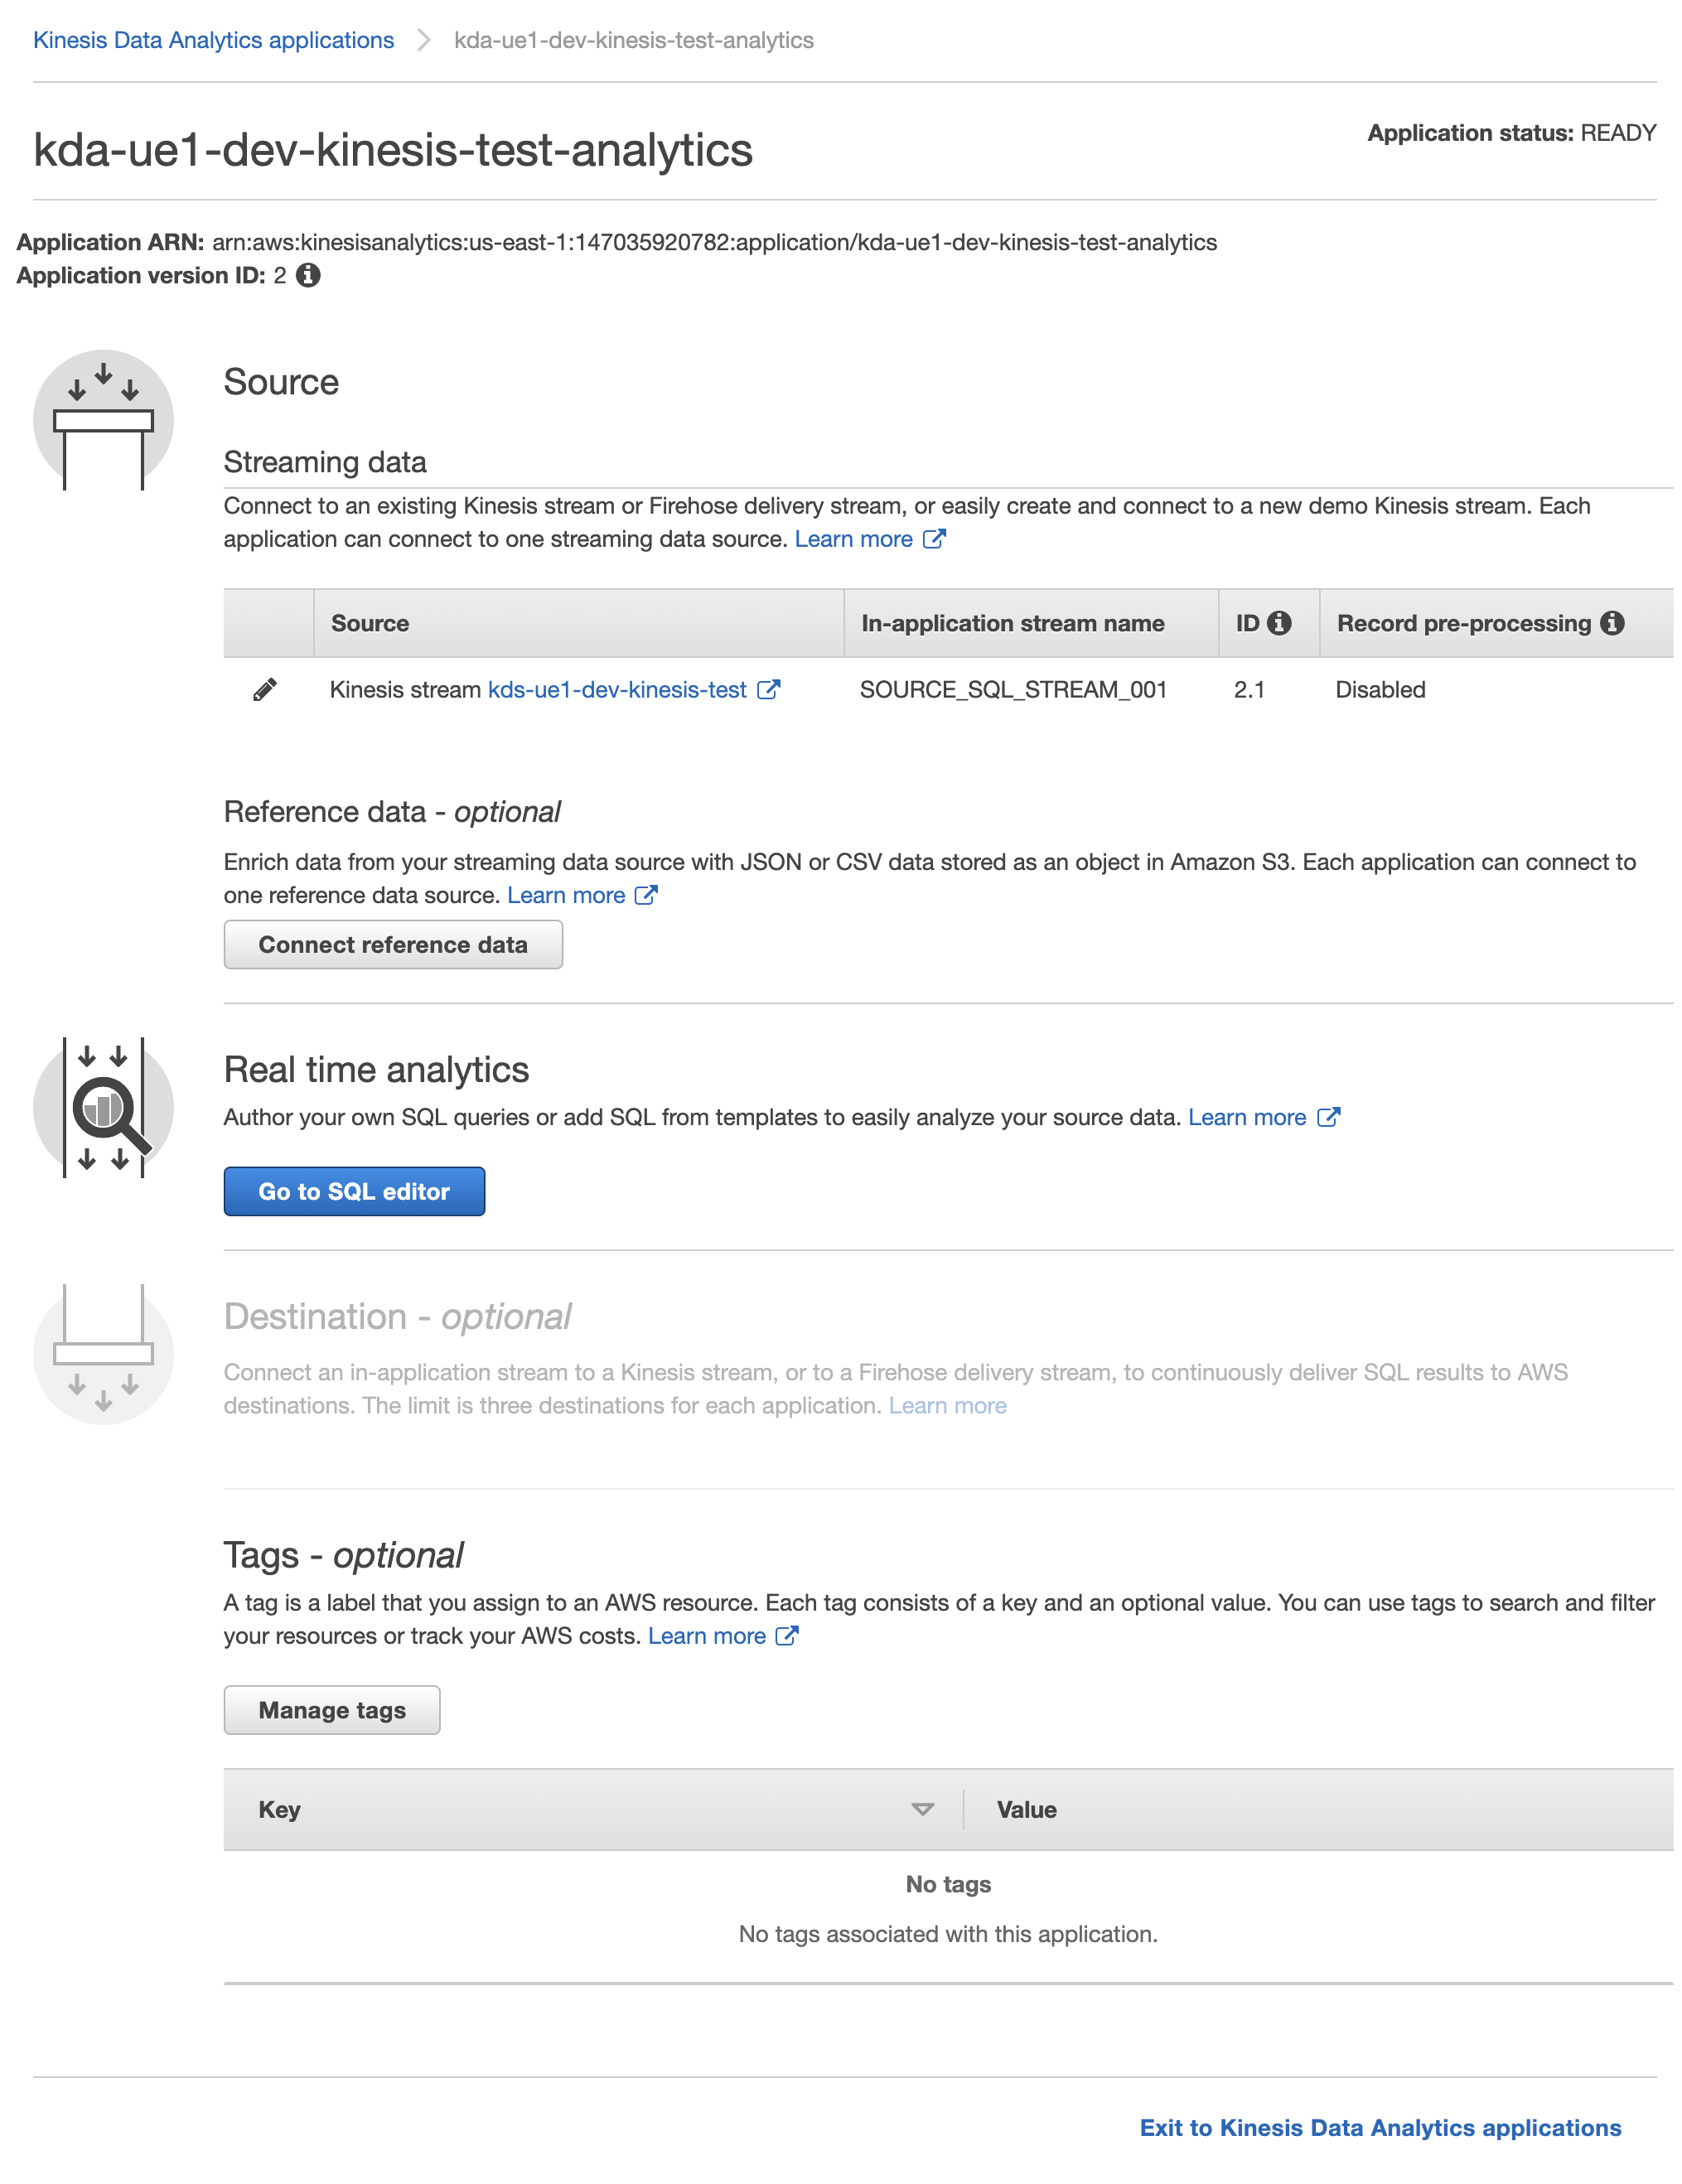 Kinesis Data Analytics applications kda-ue1-dev-kinesis-test-analytics
kda-ue1-dev-kinesis-test-analytics
Application status: READY
Application ARN: arn:aws:kinesisanalytics:us-east-1:147035920782:application/kda-ue1-dev-kinesis-test-analytics
Application version ID: 2
Source
Streaming data
Connect to an existing Kinesis stream or Firehose delivery stream, or easily create and connect to a new demo Kinesis stream. Each
application can connect to one streaming data source. Learn more
Source In-application stream name ID Record pre-processing
Kinesis stream kds-ue1-dev-kinesis-test SOURCE_SQL_STREAM_001 2.1 Disabled
Reference data - optional
Enrich data from your streaming data source with JSON or CSV data stored as an object in Amazon S3. Each application can connect to
one reference data source. Learn more
Connect reference data
Real time analytics
Author your own SQL queries or add SQL from templates to easily analyze your source data. Learn more
Go to SQL editor
Destination - optional
Connect an in-application stream to a Kinesis stream, or to a Firehose delivery stream, to continuously deliver SQL results to AWS
destinations. The limit is three destinations for each application. Learn more
Tags - optional
A tag is a label that you assign to an AWS resource. Each tag consists of a key and an optional value. You can use tags to search and filter
your resources or track your AWS costs. Learn more
Manage tags
Key Value
No tags
No tags associated with this application.
Exit to Kinesis Data Analytics applications